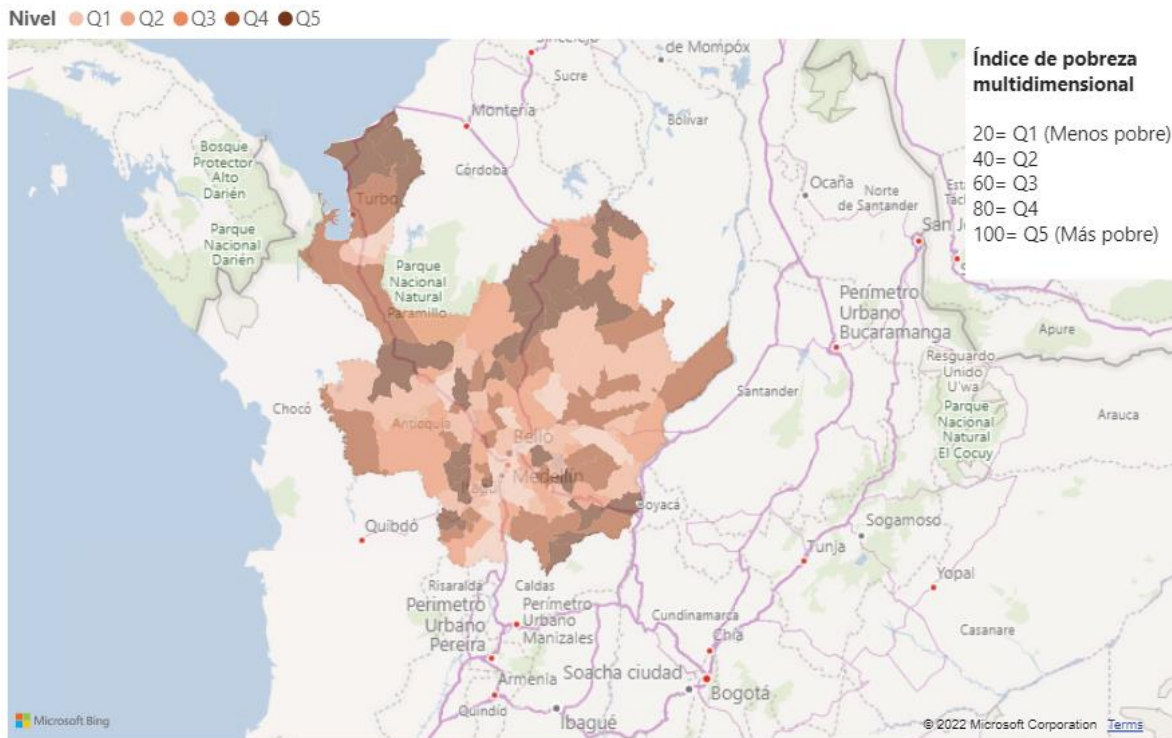 Nivel Q1 Q2 Q3 Q4 Q5
Índice de pobreza
multidimensional
20= Q1 (Menos pobre)
40= Q2
60= Q3
80= Q4
100= Q5 (Más pobre)
de Mompóx
Sucre
Montería
Bolívar
Bosque
Protector
Alto
Darién
Córdoba
Ocaña
Norte
de Santander
Turbo
Parque
Nacional
Darién
Parque
Nacional
Natural
Paramillo
Perímetro
Urbano
Bucaramanga
Apure
Resguardo
Unido
U'wa
Parque
Nacional
Natural
El Cocuy
Santander
Arauca
Chocó
Antioquia
Bello
Medellín
Boyacá
Quibdó
Sogamoso
Tunja
Yopal
Risaralda
Caldas
Perímetro
Urbano
Pereira
Perímetro
Urbano
Manizales
Cundinamarca
Chía
Casanare
Soacha ciudad
Bogotá
Armenia
Quindío
Ibagué
Microsoft Bing
© 2022 Microsoft Corporation Terms